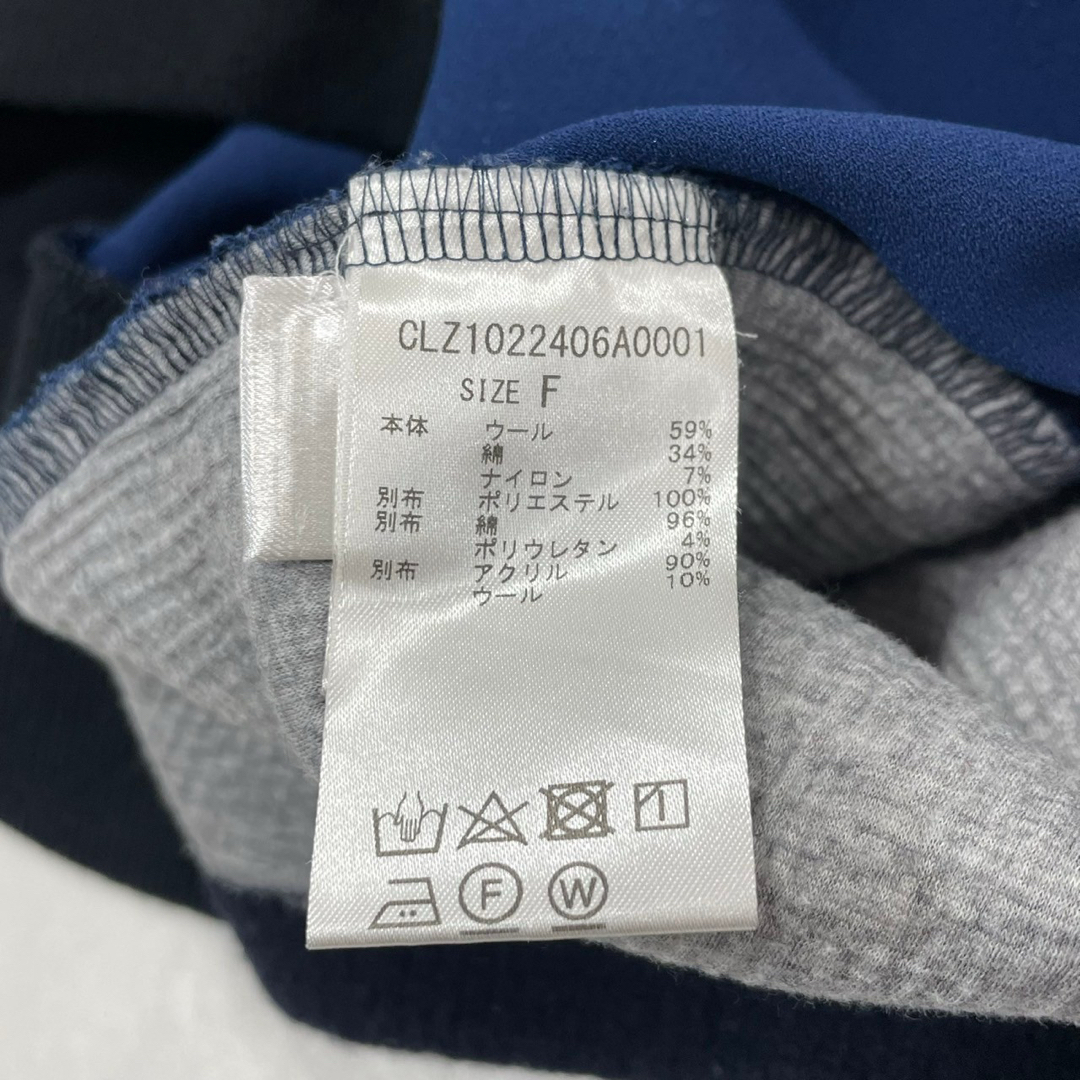 CLZ1022406A0001
SIZE F
本体 ウール 59%
綿 34%
ナイロン 7%
別布 ポリエステル 100%
別布 綿 96%
ポリウレタン 4%
別布 アクリル 90%
ウール 10%
F W